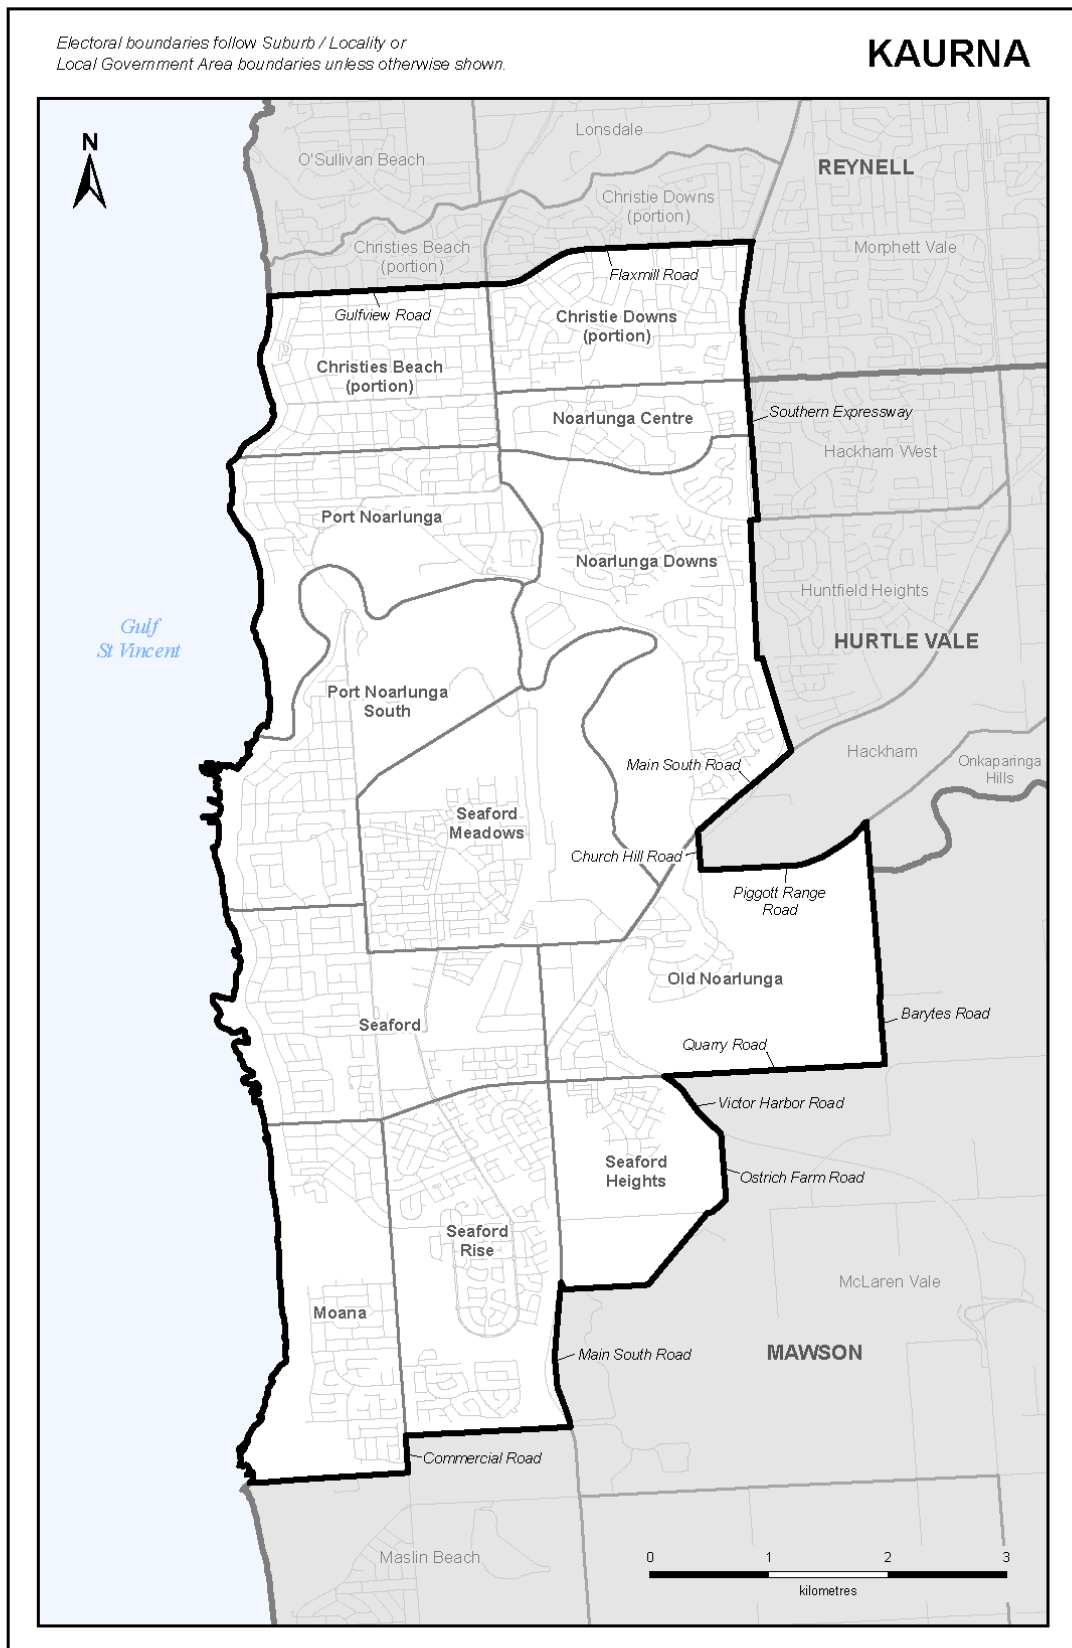 Electoral boundaries follow Suburb / Locality or
Local Government Area boundaries unless otherwise shown.
KAURNA
N
Lonsdale
O'Sullivan Beach
REYNELL
Christie Downs
(portion)
Christies Beach
(portion)
Morphett Vale
Flaxmill Road
Gulfview Road
Christie Downs
(portion)
Christies Beach
(portion)
Southern Expressway
Noarlunga Centre
Hackham West
Port Noarlunga
Noarlunga Downs
Huntfield Heights
Gulf
St Vincent
HURTLE VALE
Port Noarlunga
South
Hackham
Onkaparinga
Hills
Main South Road
Seaford
Meadows
Church Hill Road
Piggott Range
Road
Old Noarlunga
Barytes Road
Seaford
Quarry Road
Victor Harbor Road
Seaford
Heights
Ostrich Farm Road
Seaford
Rise
McLaren Vale
Moana
Main South Road
MAWSON
Commercial Road
Maslin Beach
0 1 2 3
kilometres